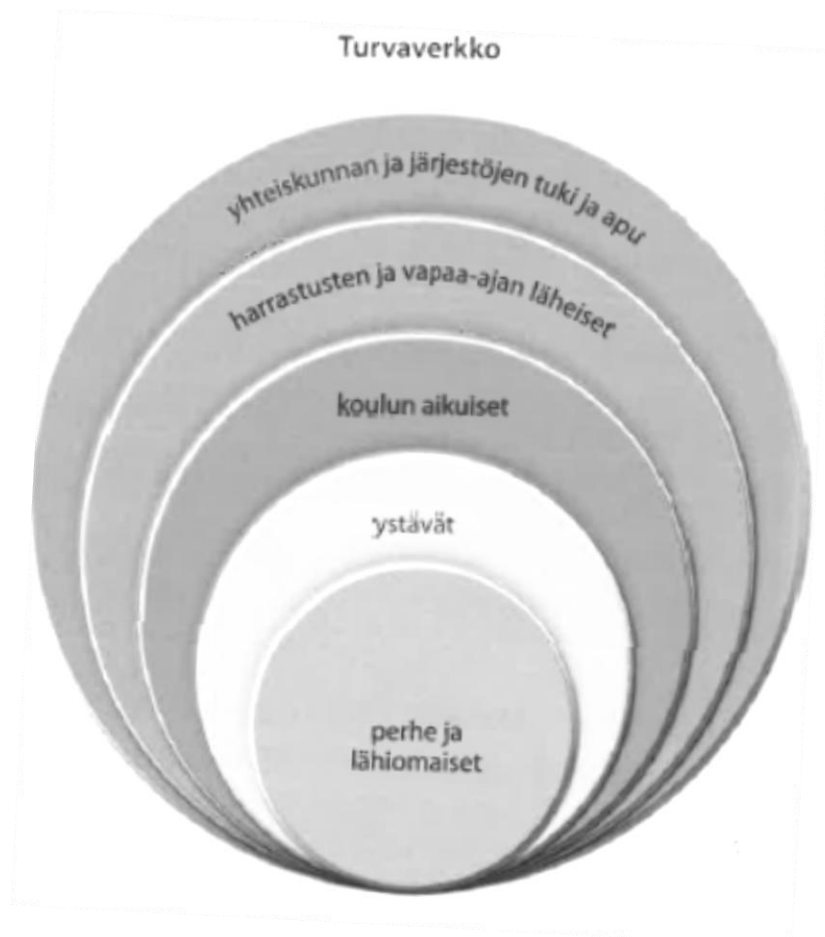 Turvaverkko
yhteiskunnan ja järjestöjen tuki ja apu
harrastusten ja vapaa-ajan läheiset
koulun aikuiset
ystävät
perhe ja
lähiomaiset